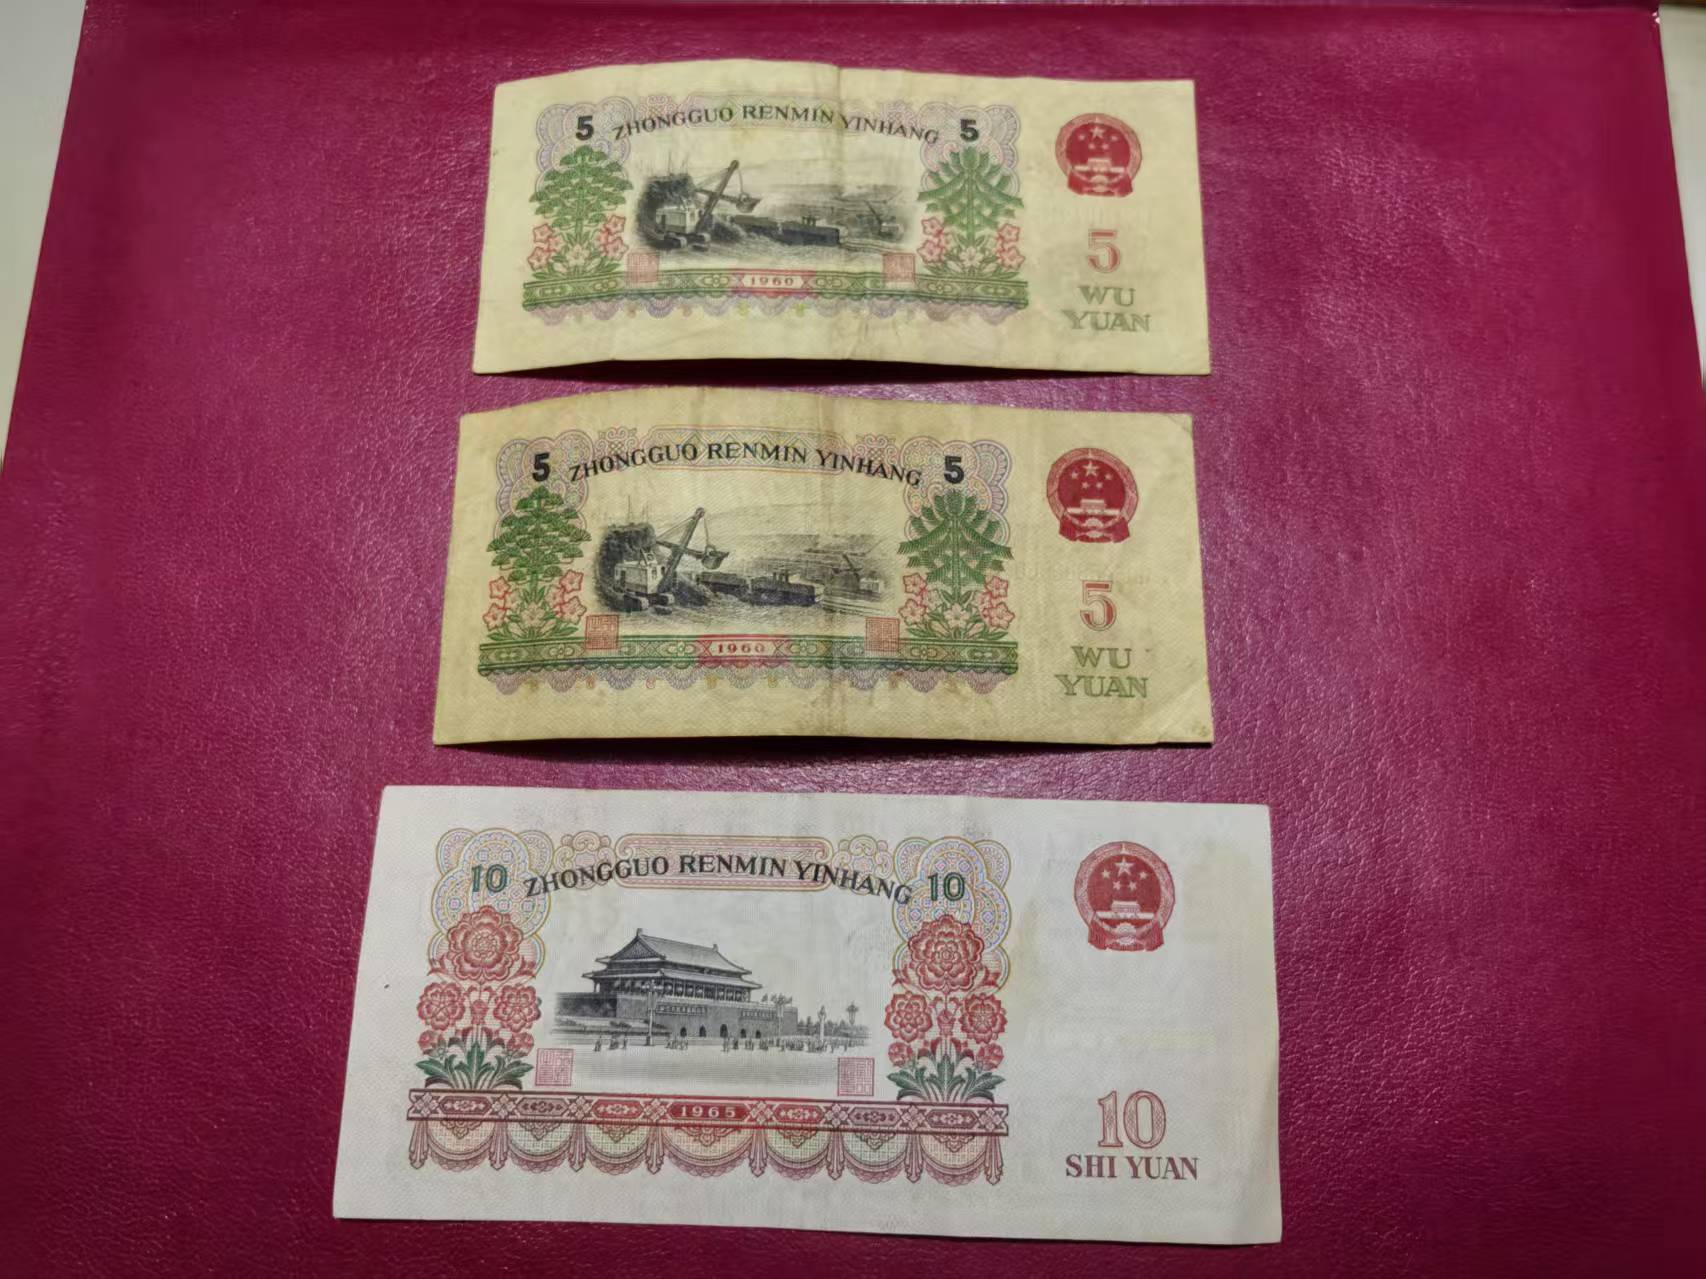 5 ZHONGGUO RENMIN YINHANG 5
1960
5
WU
YUAN
5 ZHONGGUO RENMIN YINHANG 5
1960
5
WU
YUAN
10 ZHONGGUO RENMIN YINHANG 10
1965
10
SHI YUAN